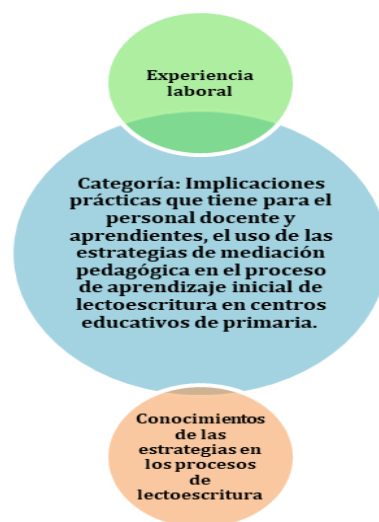 Experiencia
laboral
Categoría: Implicaciones
prácticas que tiene para el
personal docente y
aprendientes, el uso de las
estrategias de mediación
pedagógica en el proceso
de aprendizaje inicial de
lectoescritura en centros
educativos de primaria.
Conocimientos
de las
estrategias en
los procesos
de
lectoescritura